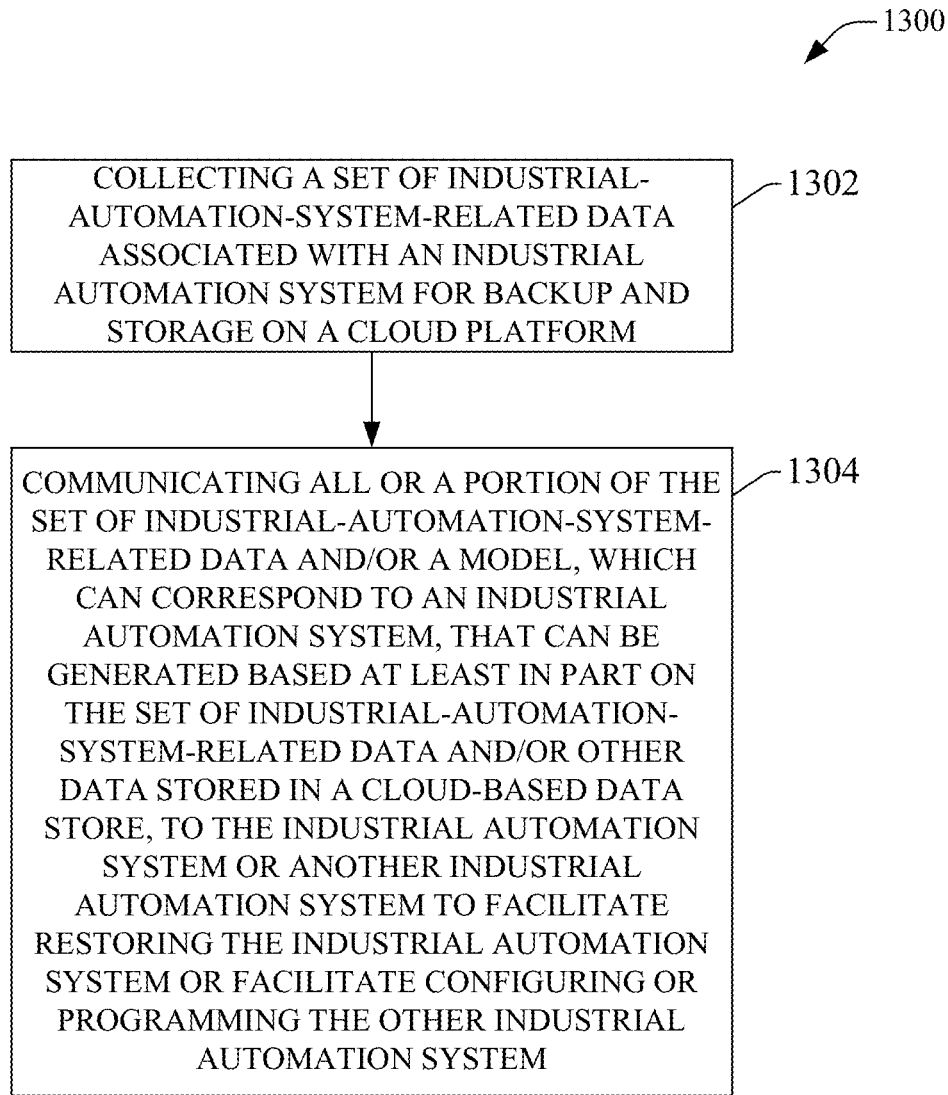 1300
COLLECTING A SET OF INDUSTRIAL-
AUTOMATION-SYSTEM-RELATED DATA
ASSOCIATED WITH AN INDUSTRIAL
AUTOMATION SYSTEM FOR BACKUP AND
STORAGE ON A CLOUD PLATFORM
1302
COMMUNICATING ALL OR A PORTION OF THE
SET OF INDUSTRIAL-AUTOMATION-SYSTEM-
RELATED DATA AND/OR A MODEL, WHICH
CAN CORRESPOND TO AN INDUSTRIAL
AUTOMATION SYSTEM, THAT CAN BE
GENERATED BASED AT LEAST IN PART ON
THE SET OF INDUSTRIAL-AUTOMATION-
SYSTEM-RELATED DATA AND/OR OTHER
DATA STORED IN A CLOUD-BASED DATA
STORE, TO THE INDUSTRIAL AUTOMATION
SYSTEM OR ANOTHER INDUSTRIAL
AUTOMATION SYSTEM TO FACILITATE
RESTORING THE INDUSTRIAL AUTOMATION
SYSTEM OR FACILITATE CONFIGURING OR
PROGRAMMING THE OTHER INDUSTRIAL
AUTOMATION SYSTEM
1304